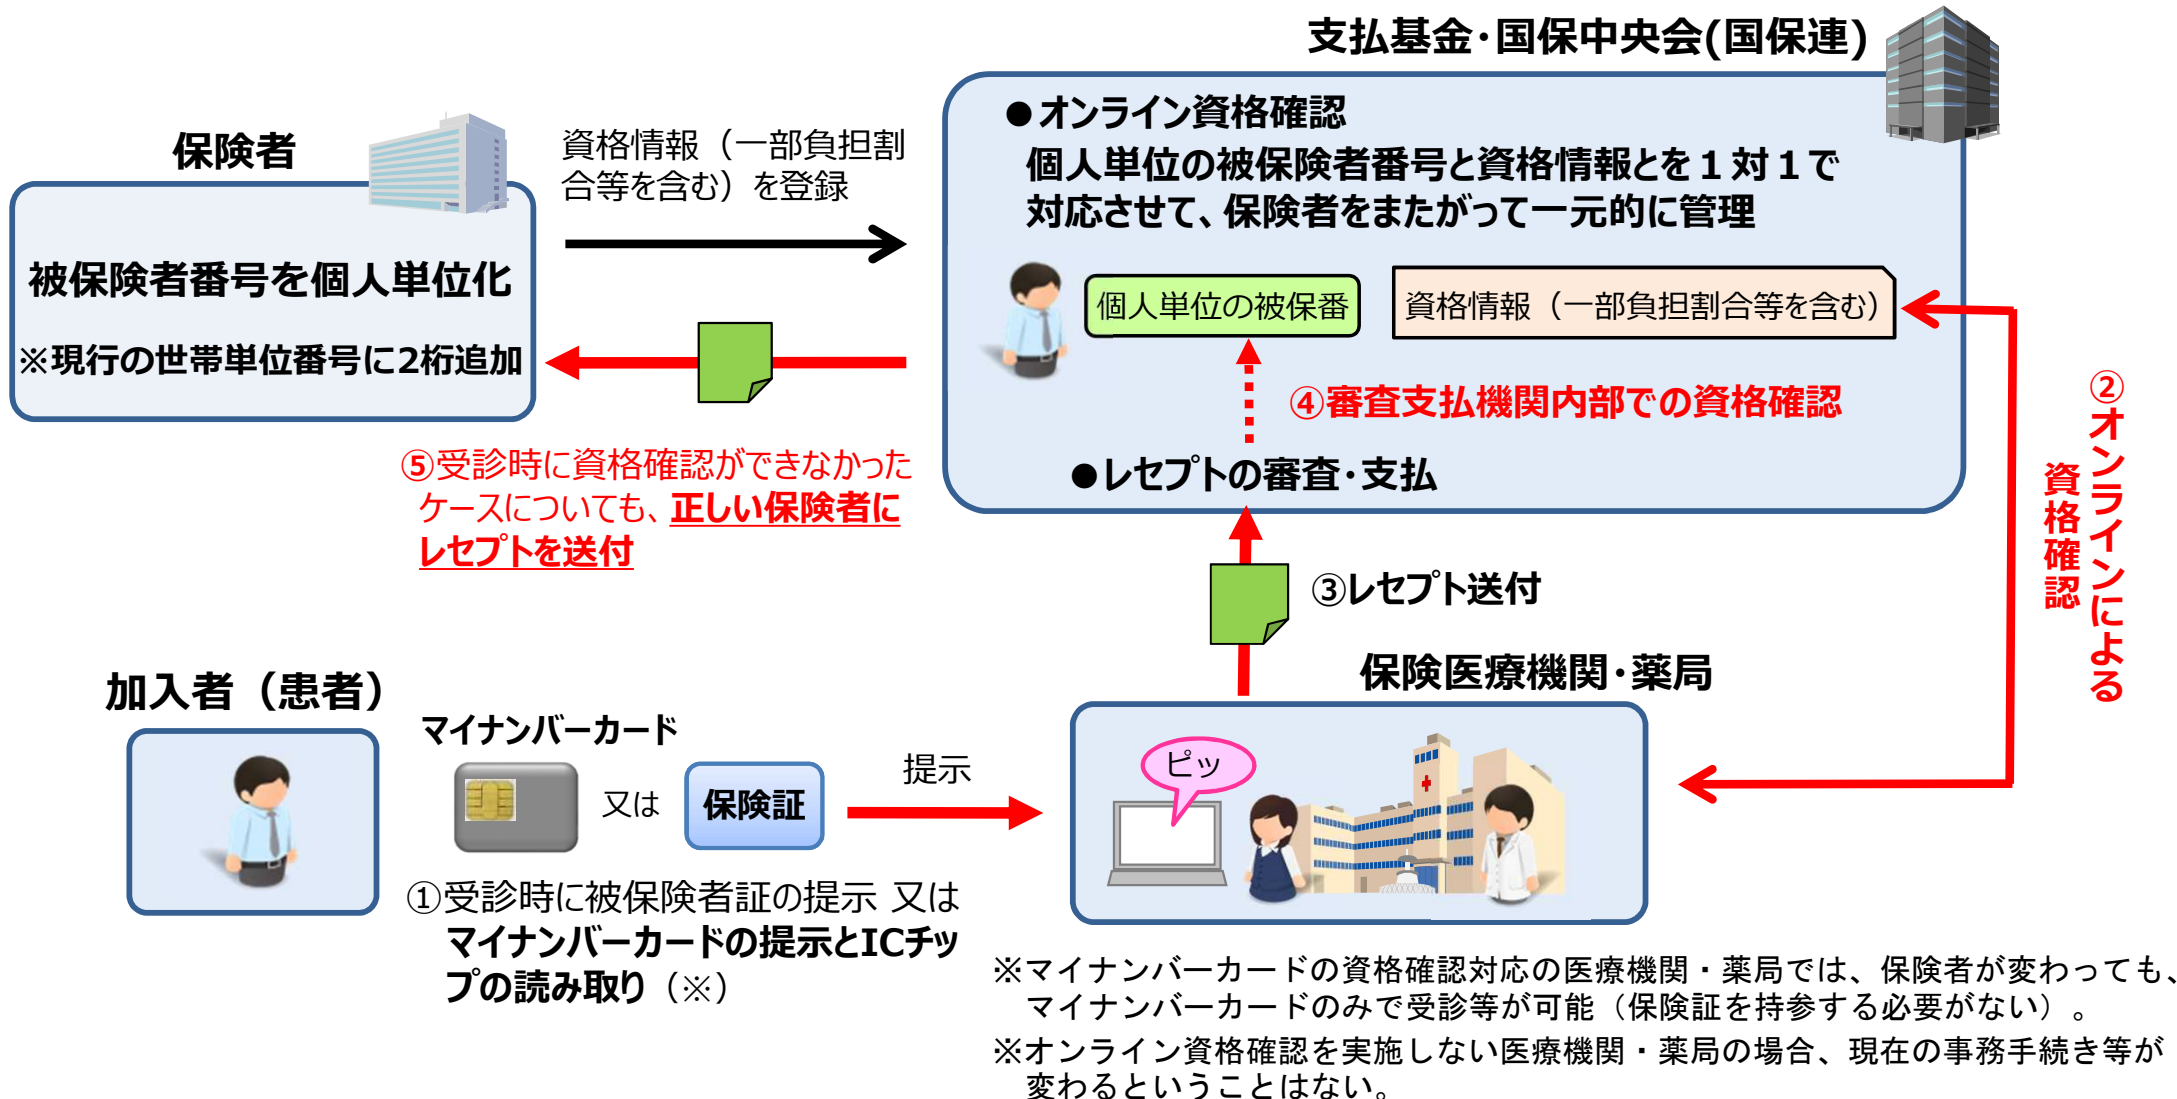 支払基金・国保中央会(国保連)
保険者
被保険者番号を個人単位化
※現行の世帯単位番号に2桁追加
資格情報（一部負担割
合等を含む）を登録
●オンライン資格確認
個人単位の被保険者番号と資格情報とを１対１で
対応させて、保険者をまたがって一元的に管理
個人単位の被保番
資格情報（一部負担割合等を含む）
④審査支払機関内部での資格確認
●レセプトの審査・支払
②オンラインによる
資格確認
⑤受診時に資格確認ができなかった
ケースについても、正しい保険者に
レセプトを送付
③レセプト送付
保険医療機関・薬局
ピッ
加入者（患者）
マイナンバーカード
又は
保険証
提示
①受診時に被保険者証の提示 又は
マイナンバーカードの提示とICチッ
プの読み取り（※）
※マイナンバーカードの資格確認対応の医療機関・薬局では、保険者が変わっても、
マイナンバーカードのみで受診等が可能（保険証を持参する必要がない）。
※オンライン資格確認を実施しない医療機関・薬局の場合、現在の事務手続き等が
変わるということはない。